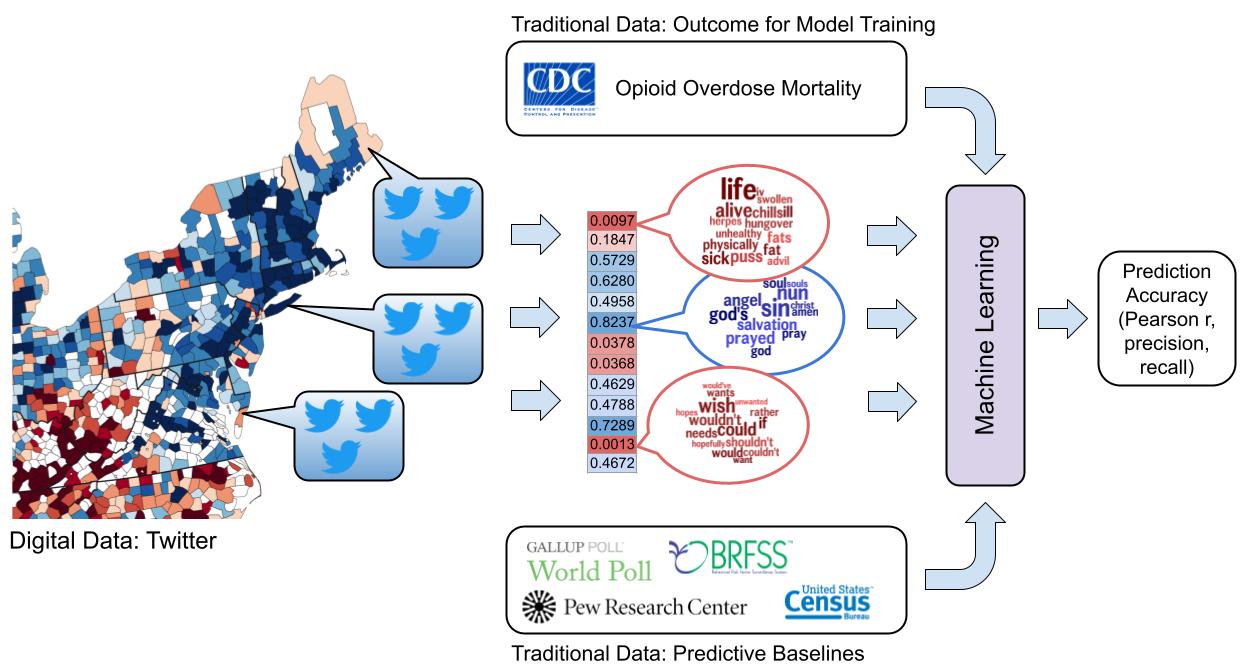 Traditional Data: Outcome for Model Training
CDC
CENTERS FOR DISEASE
CONTROL AND PREVENTION
Opioid Overdose Mortality
0.0097
0.1847
0.5729
0.6280
0.4958
0.8237
0.0378
0.0368
0.4629
0.4788
0.7289
0.0013
0.4672
life iv
swollen
alive chills ill
herpes hungover
unhealthy fats
physically fat
sick puss advil
soul souls
angel nun
god's sin christ
amen
salvation
prayed pray
god
would've
wants
wish unwanted
hopes rather
wouldn't if
needs could
hopefully shouldn't
would couldn't
want
Machine Learning
Prediction
Accuracy
(Pearson r,
precision,
recall)
Digital Data: Twitter
GALLUP POLL
World Poll
BRFSS
Pew Research Center
United States
Census
Bureau
Traditional Data: Predictive Baselines